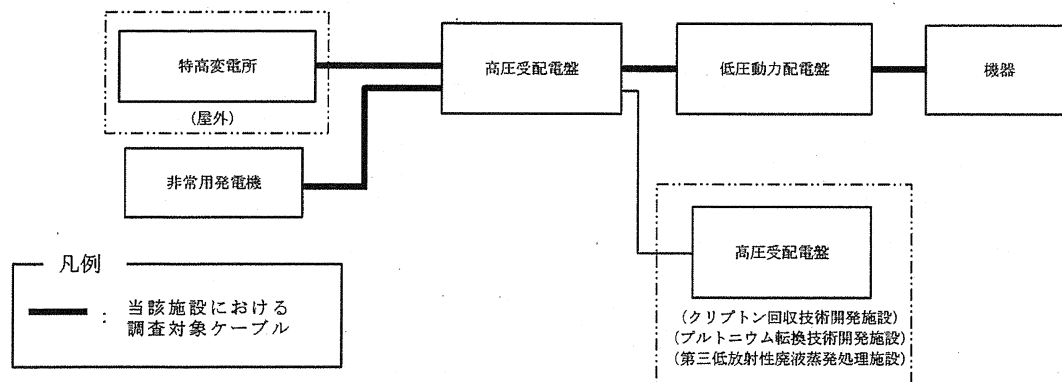 特高変電所
(屋外)
高圧受配電盤
低圧動力配電盤
機器
非常用発電機
高圧受配電盤
(クリプトン回収技術開発施設)
(プルトニウム転換技術開発施設)
(第三低放射性廃液蒸発処理施設)
凡例
: 当該施設における
調査対象ケーブル